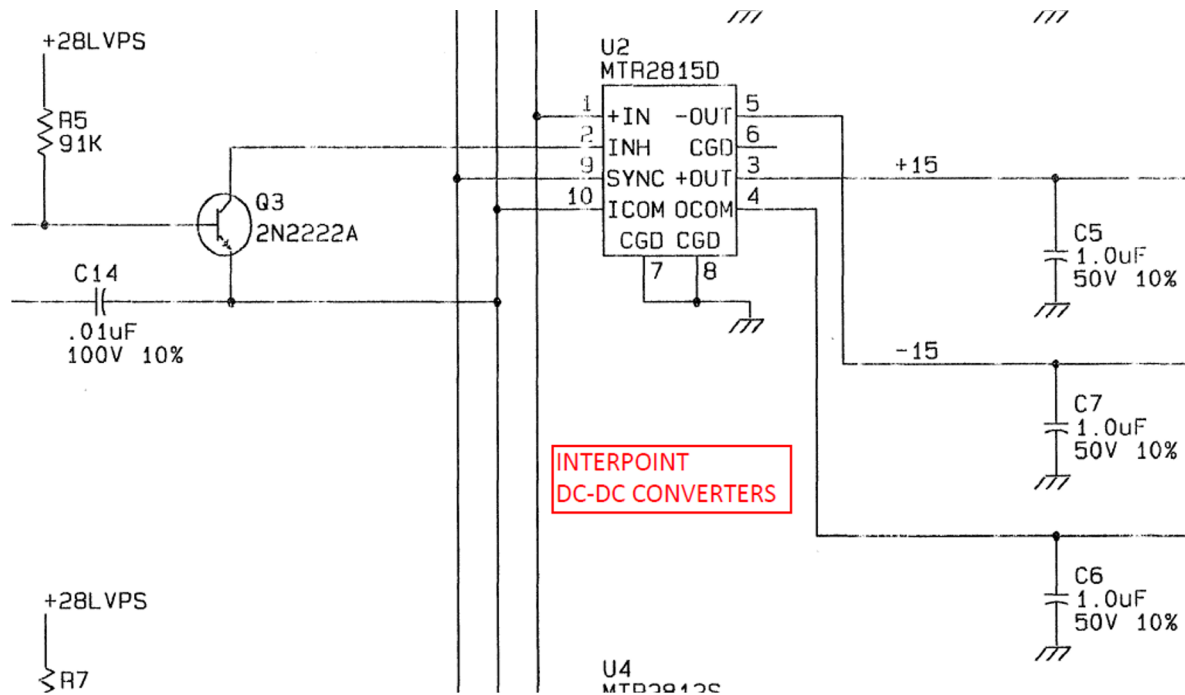 +28LVPS
R5
91K
Q3
2N2222A
C14
.01uF
100V 10%
U2
MTR2815D
1
+IN
-OUT
5
2
INH
CGD
6
9
SYNC
+OUT
3
10
ICOM
OCOM
4
CGD CGD
7
8
+15
C5
1.0uF
50V 10%
-15
C7
1.0uF
50V 10%
INTERPOINT
DC-DC CONVERTERS
C6
1.0uF
50V 10%
+28LVPS
R7
U4
MTR2812S